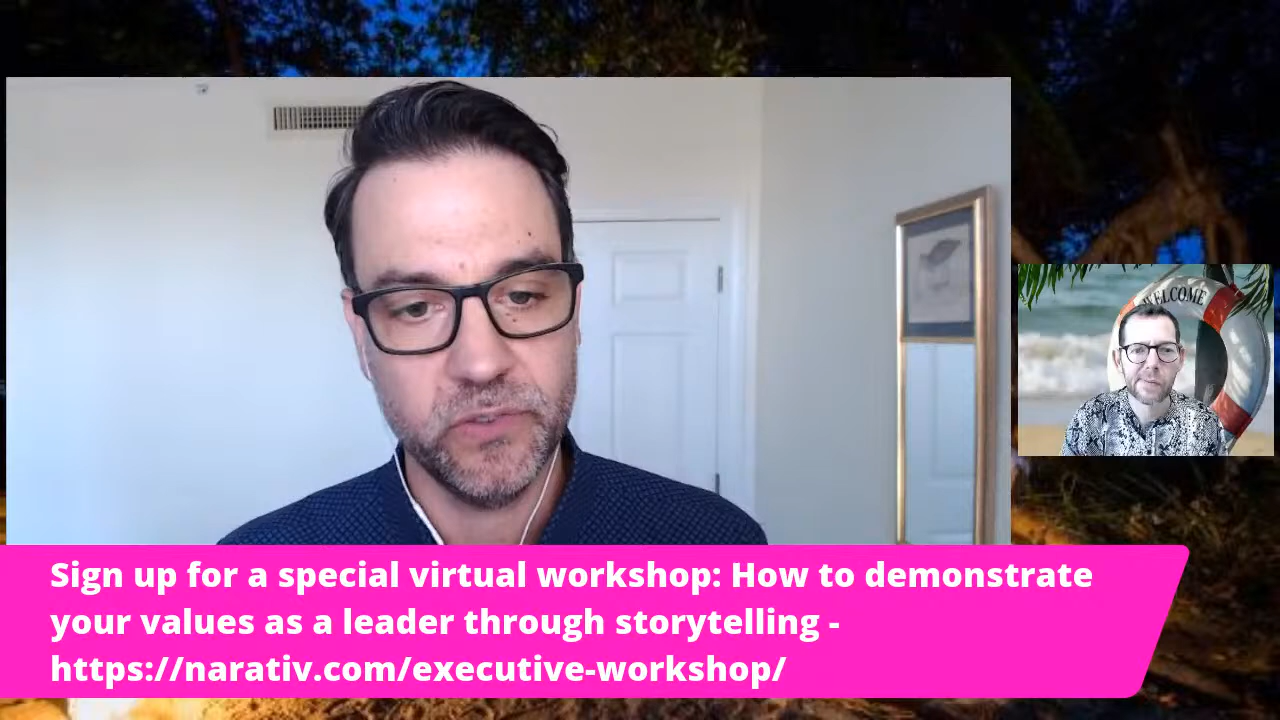 WELCOME
Sign up for a special virtual workshop: How to demonstrate
your values as a leader through storytelling -
https://narativ.com/executive-workshop/